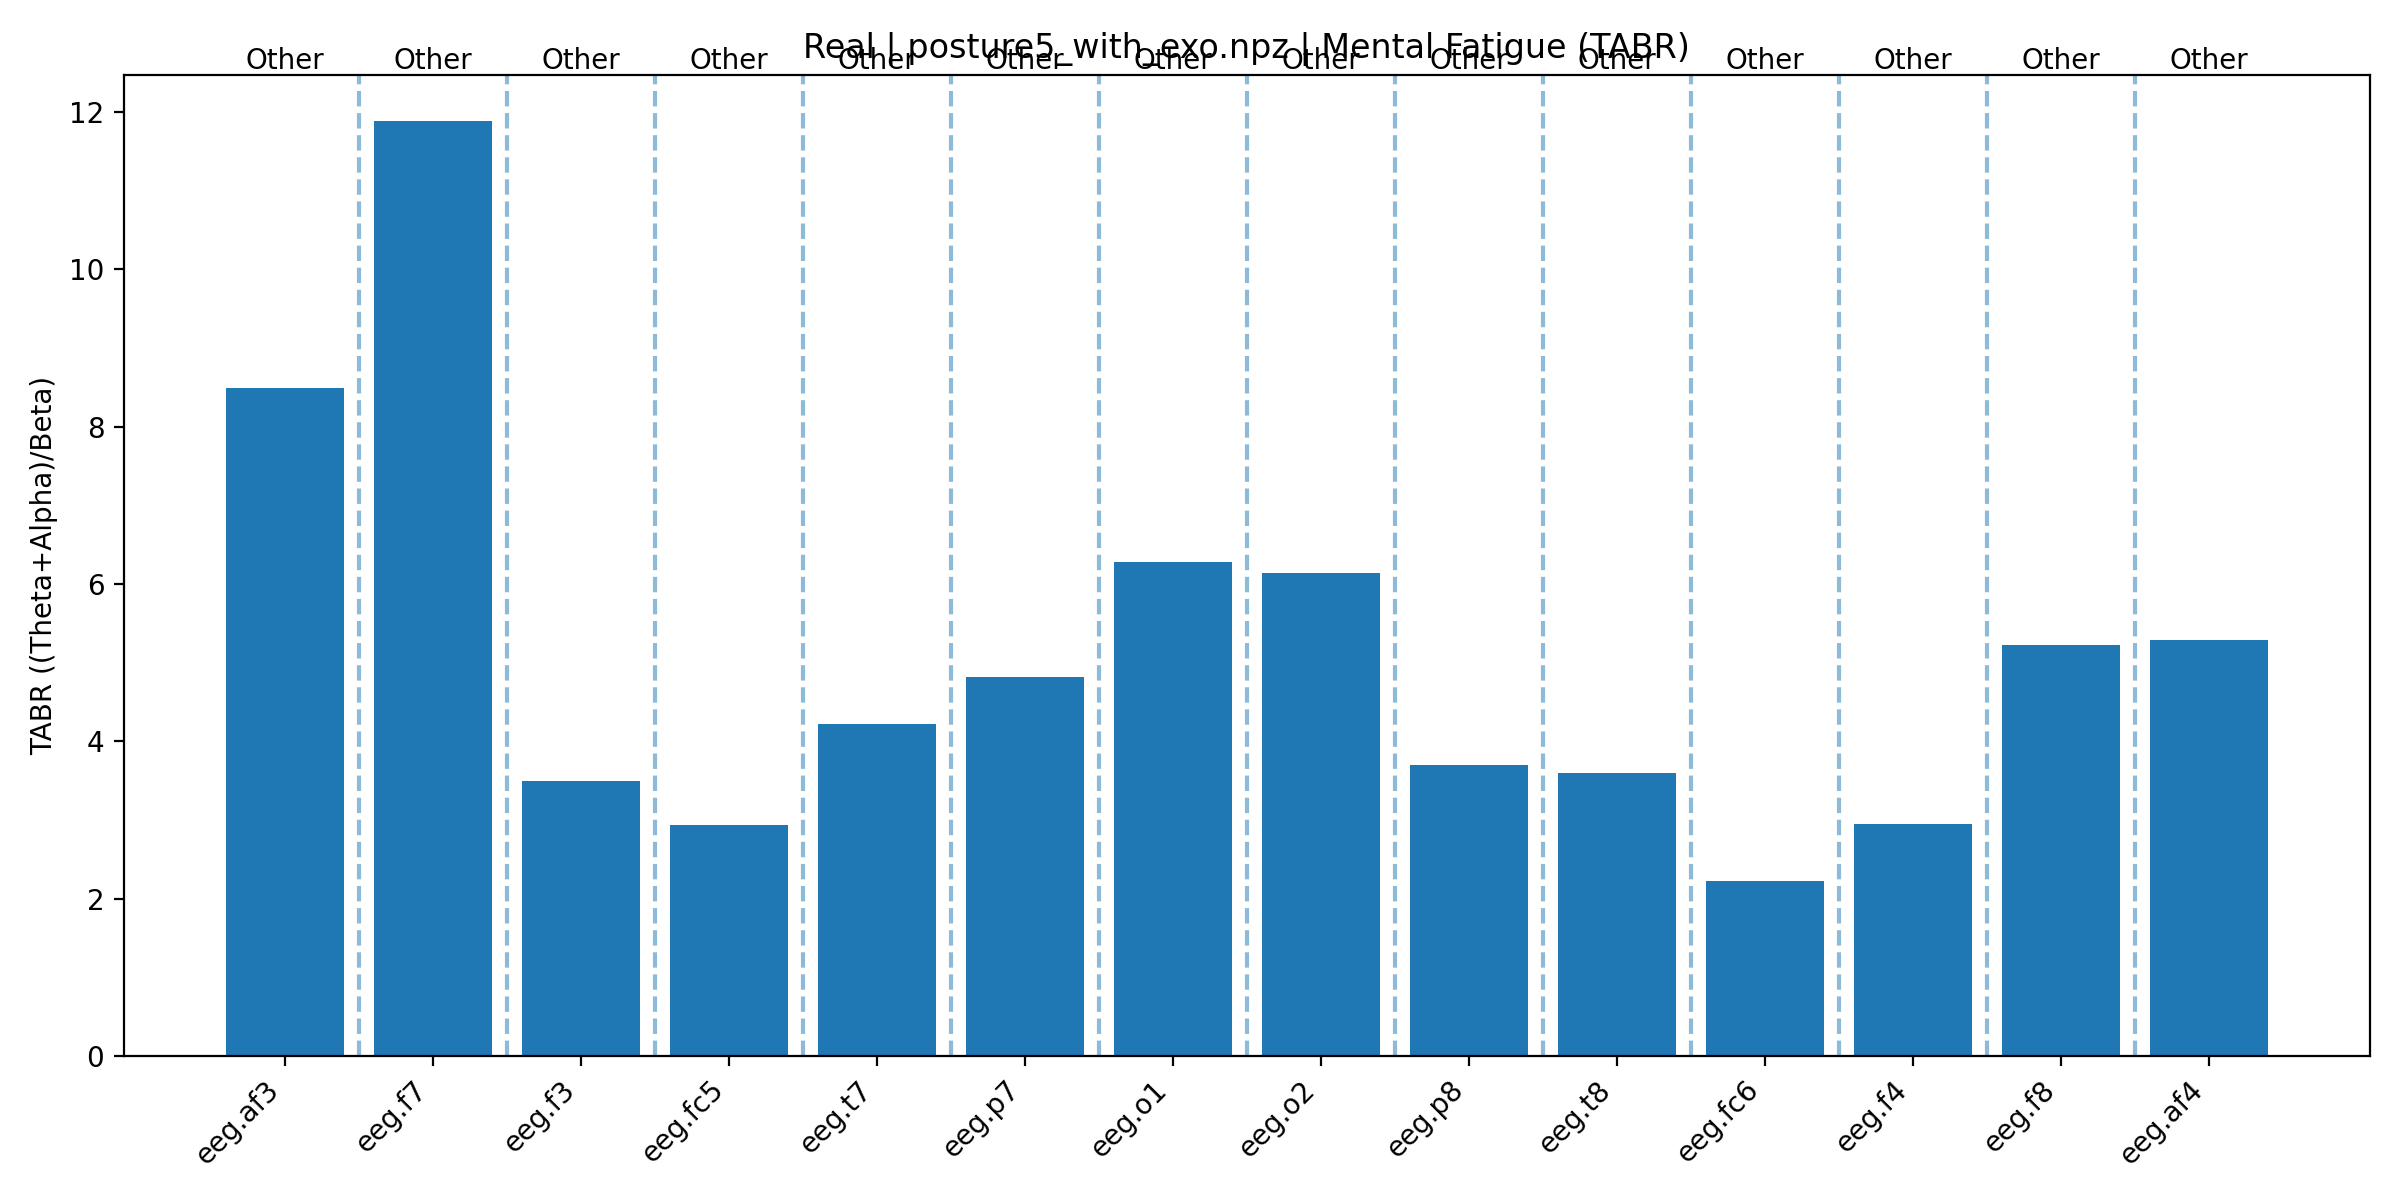 Real | posture5_with_exo.npz | Mental Fatigue (TABR)
Other Other Other Other Other Other Other Other Other Other Other Other Other Other
TABR ((Theta+Alpha)/Beta)
12
10
8
6
4
2
0
eeg.af3 eeg.f7 eeg.f3 eeg.fc5 eeg.t7 eeg.p7 eeg.o1 eeg.o2 eeg.p8 eeg.t8 eeg.fc6 eeg.f4 eeg.f8 eeg.af4